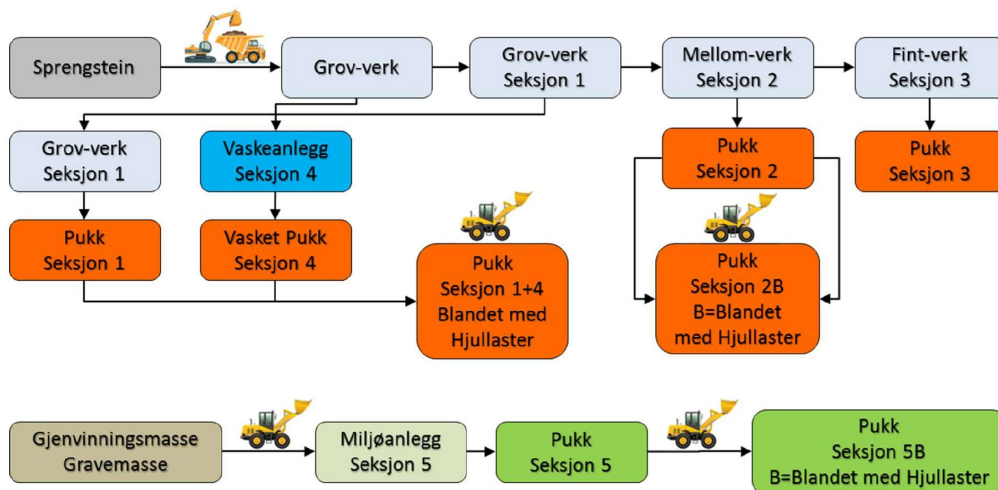 Sprengstein
Grov-verk
Grov-verk
Seksjon 1
Mellom-verk
Seksjon 2
Fint-verk
Seksjon 3
Grov-verk
Seksjon 1
Vaskeanlegg
Seksjon 4
Pukk
Seksjon 2
Pukk
Seksjon 3
Pukk
Seksjon 1
Vasket Pukk
Seksjon 4
Pukk
Seksjon 1+4
Blandet med
Hjullaster
Pukk
Seksjon 2B
B=Blandet
med Hjullaster
Gjenvinningsmasse
Gravemasse
Miljøanlegg
Seksjon 5
Pukk
Seksjon 5
Pukk
Seksjon 5B
B=Blandet med Hjullaster